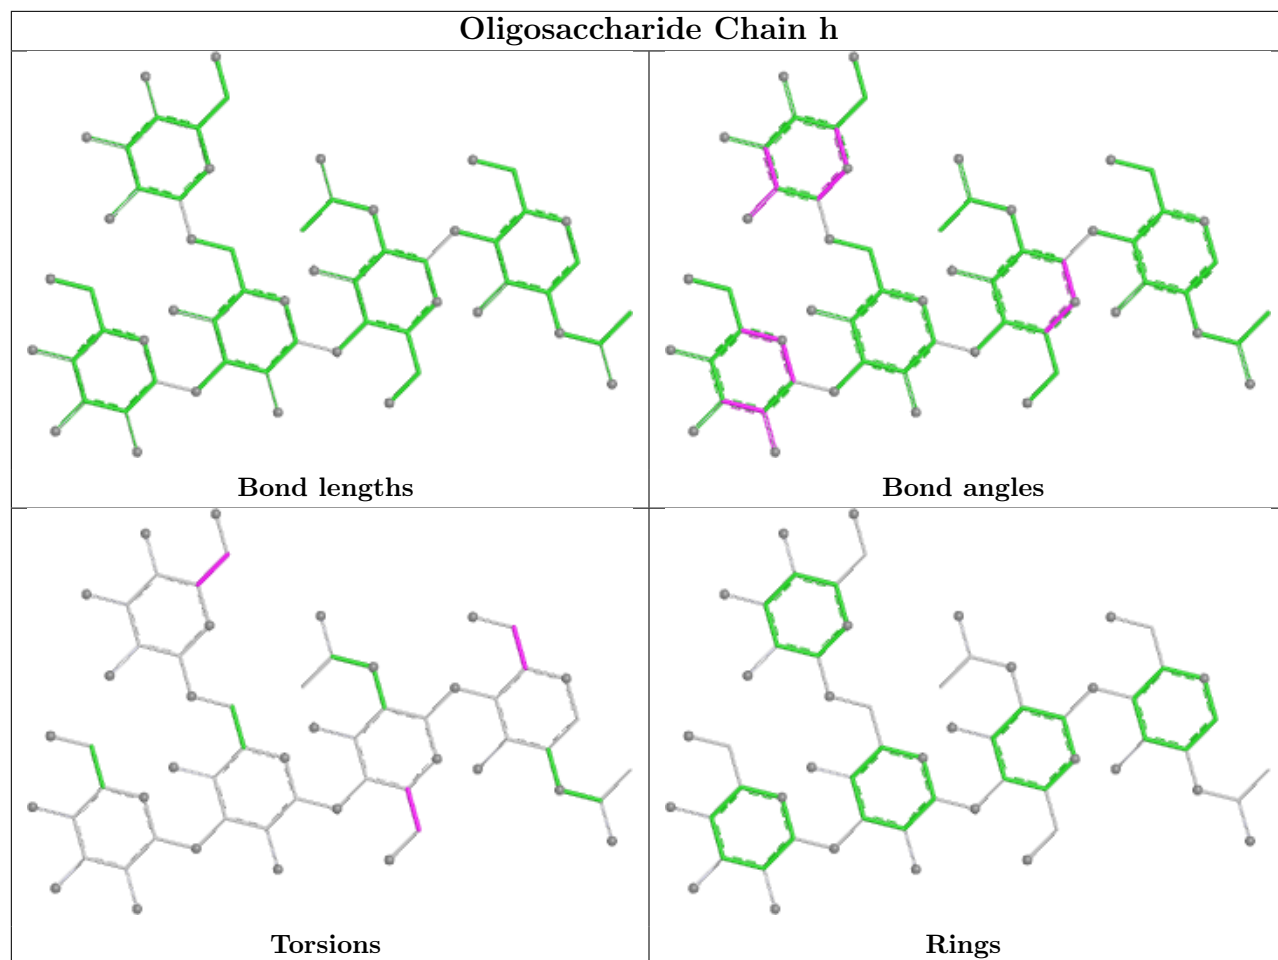 Oligosaccharide Chain h
Bond lengths
Bond angles
Torsions
Rings